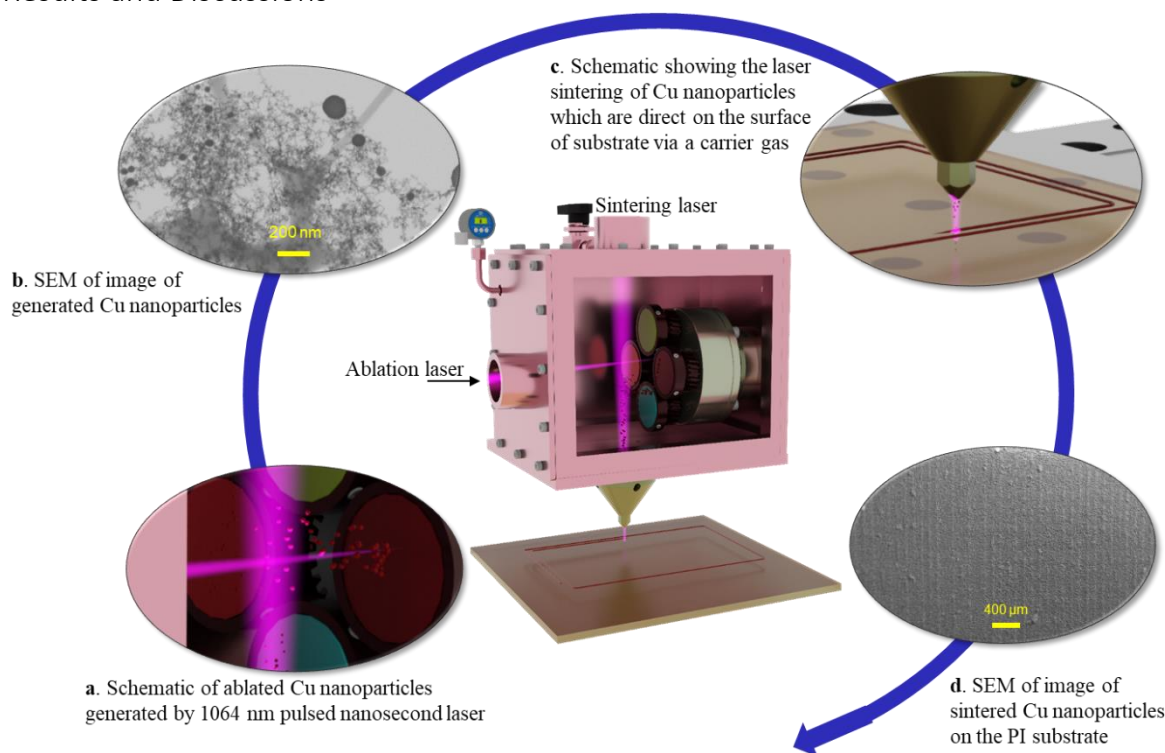 c. Schematic showing the laser
sintering of Cu nanoparticles
which are direct on the surface
of substrate via a carrier gas
Sintering laser
200 nm
b. SEM of image of
generated Cu nanoparticles
Ablation laser
400 µm
a. Schematic of ablated Cu nanoparticles
generated by 1064 nm pulsed nanosecond laser
d. SEM of image of
sintered Cu nanoparticles
on the PI substrate